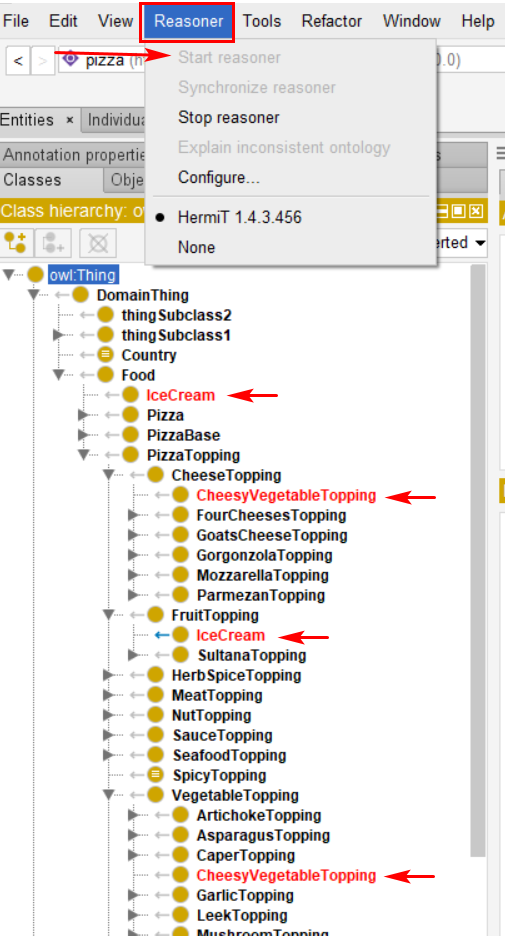 File Edit View Reasoner Tools Refactor Window Help
< > pizza (h 0.0)
Start reasoner
Synchronize reasoner
Stop reasoner
Explain inconsistent ontology
Configure...
HermiT 1.4.3.456
None
Entities × Individua
Annotation propertie s
Classes Obje
Class hierarchy: o
erted
owl:Thing
DomainThing
thingSubclass2
thingSubclass1
Country
Food
IceCream
Pizza
PizzaBase
PizzaTopping
CheeseTopping
CheesyVegetableTopping
FourCheesesTopping
GoatsCheeseTopping
GorgonzolaTopping
MozzarellaTopping
ParmezanTopping
FruitTopping
IceCream
SultanaTopping
HerbSpiceTopping
MeatTopping
NutTopping
SauceTopping
SeafoodTopping
SpicyTopping
VegetableTopping
ArtichokeTopping
AsparagusTopping
CaperTopping
CheesyVegetableTopping
GarlicTopping
LeekTopping
MushroomTopping